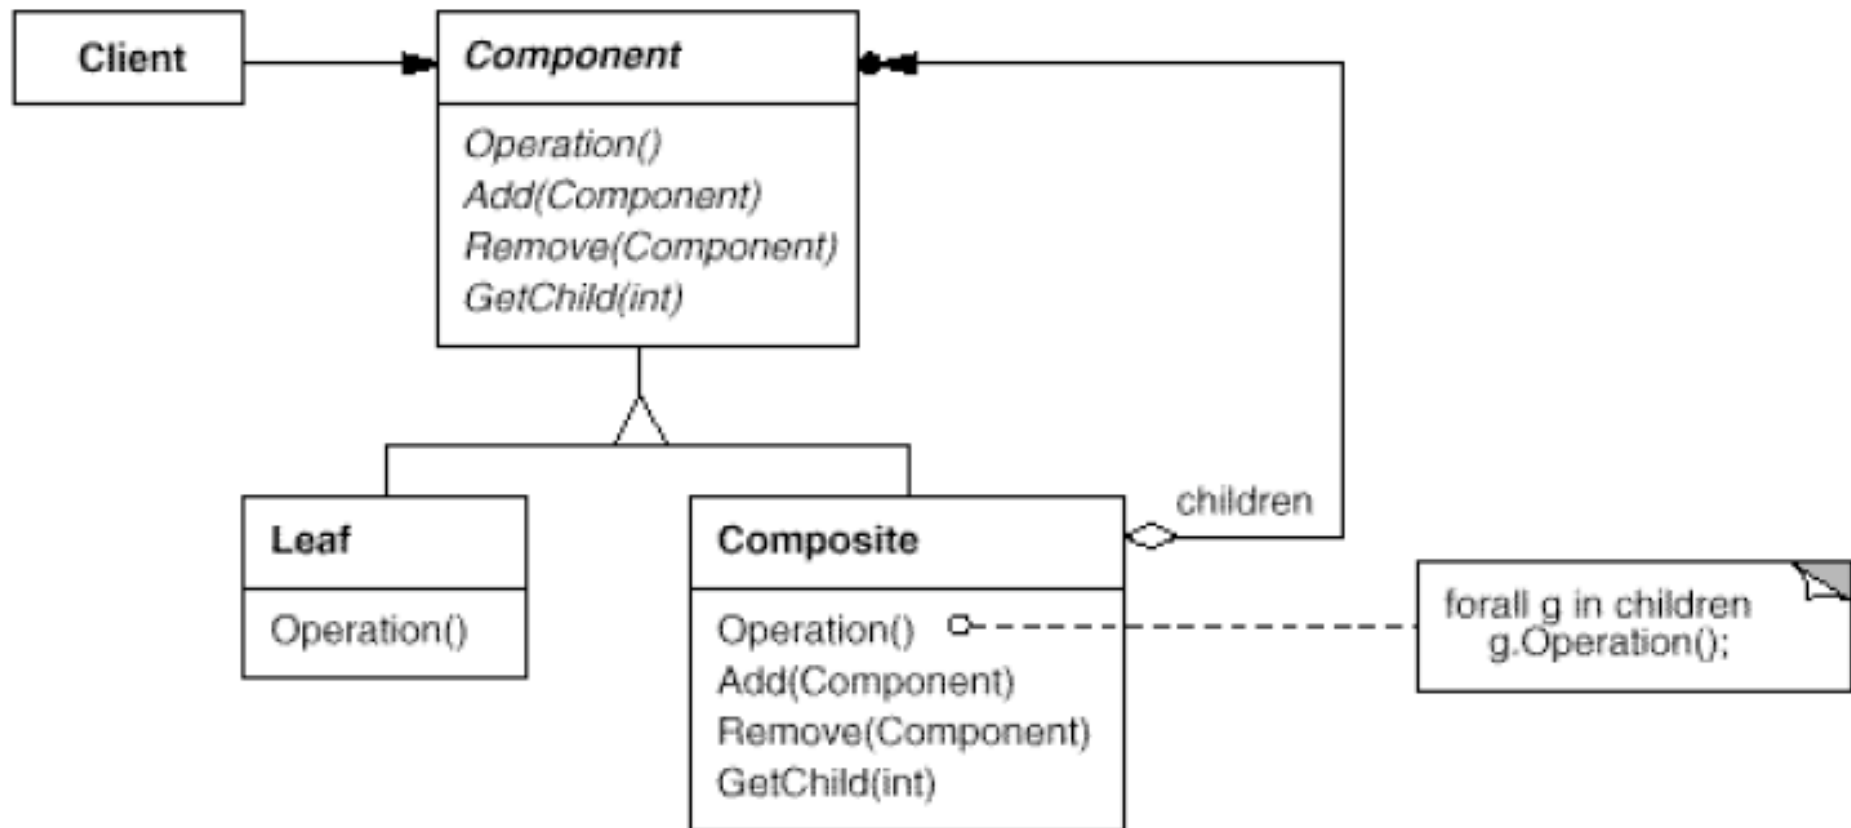 Client
Component
Operation()
Add(Component)
Remove(Component)
GetChild(int)
Leaf
Operation()
Composite
Operation()
Add(Component)
Remove(Component)
GetChild(int)
children
forall g in children
g.Operation();